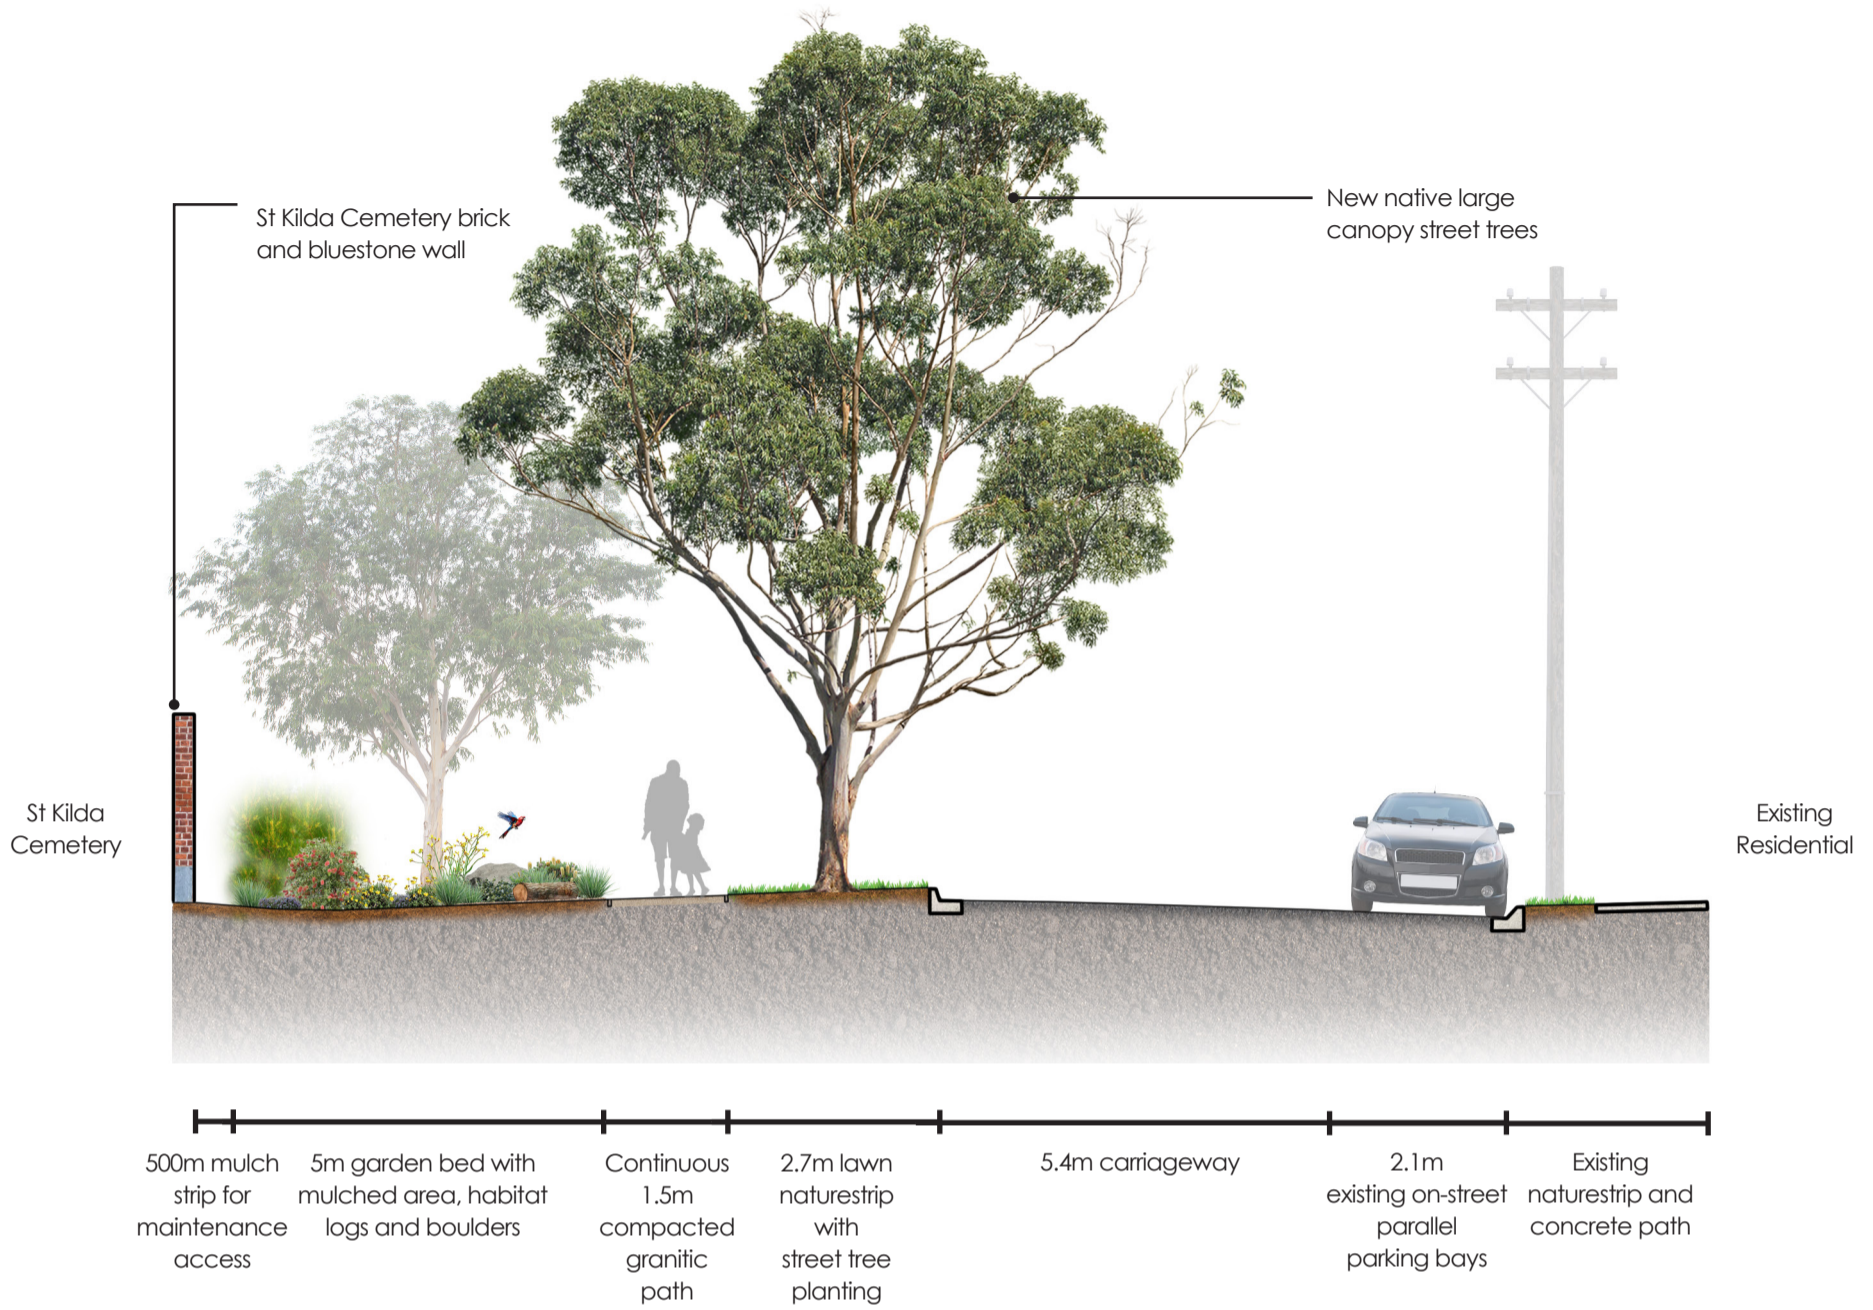 St Kilda Cemetery brick
and bluestone wall
New native large
canopy street trees
St Kilda
Cemetery
Existing
Residential
500m mulch
strip for
maintenance
access
5m garden bed with
mulched area, habitat
logs and boulders
Continuous
1.5m
compacted
granitic
path
2.7m lawn
naturestrip
with
street tree
planting
5.4m carriageway
2.1m
existing on-street
parallel
parking bays
Existing
naturestrip and
concrete path